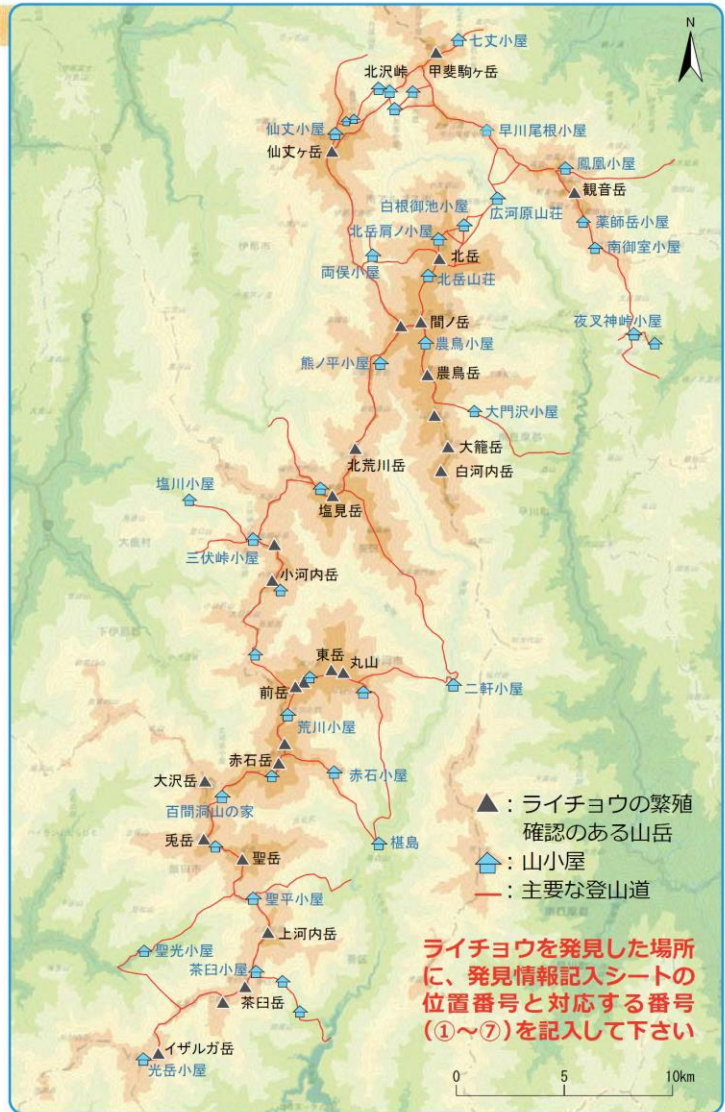 N
七丈小屋
北沢峠
甲斐駒ヶ岳
仙丈小屋
仙丈ヶ岳
早川尾根小屋
鳳凰小屋
観音岳
白根御池小屋
広河原山荘
薬師岳小屋
北岳肩ノ小屋
南御室小屋
北岳
両俣小屋
北岳山荘
間ノ岳
夜叉神峠小屋
農鳥小屋
熊ノ平小屋
農鳥岳
大門沢小屋
大籠岳
北荒川岳
白河内岳
塩川小屋
塩見岳
三伏峠小屋
小河内岳
東岳
丸山
前岳
二軒小屋
荒川小屋
赤石岳
大沢岳
赤石小屋
百間洞山の家
兎岳
椹島
聖岳
聖平小屋
上河内岳
聖光小屋
茶臼小屋
茶臼岳
イザルガ岳
光岳小屋
：ライチョウの繁殖
確認のある山岳
：山小屋
：主要な登山道
ライチョウを発見した場所
に、発見情報記入シートの
位置番号と対応する番号
（①～⑦）を記入して下さい
0 5 10km